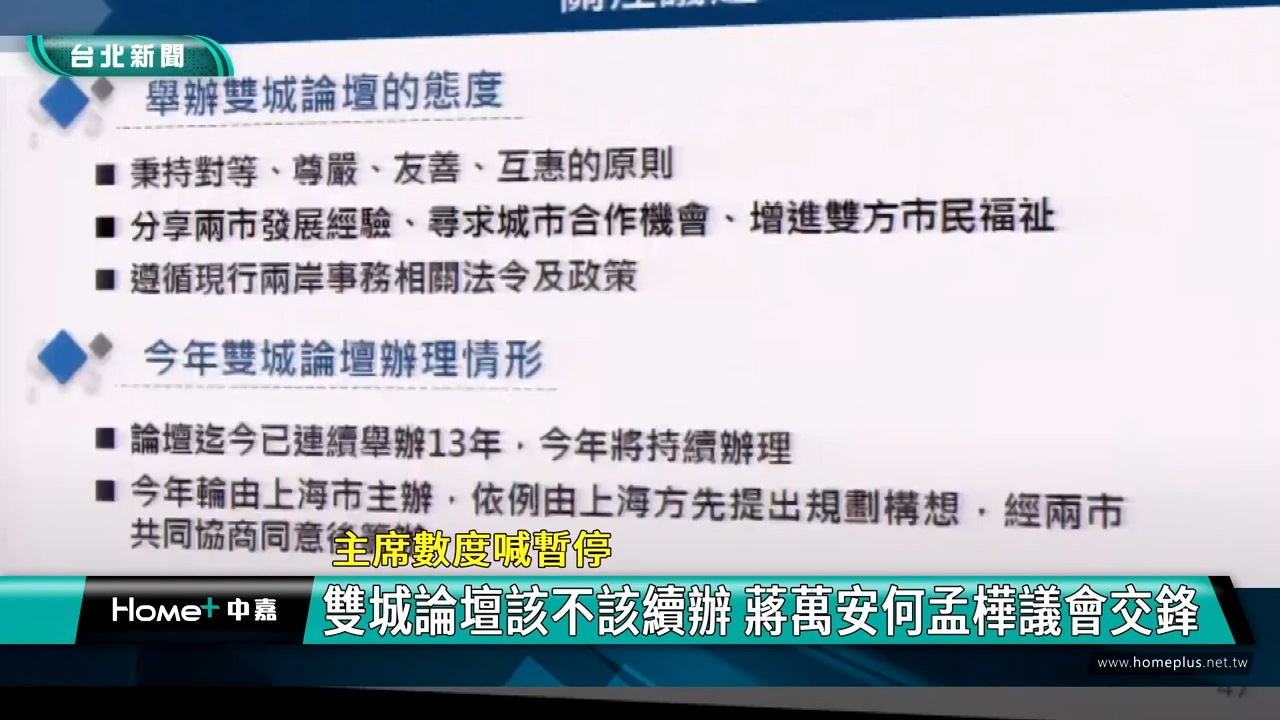 台北新聞
舉辦雙城論壇的態度
秉持對等、尊嚴、友善、互惠的原則
分享兩市發展經驗、尋求城市合作機會、增進雙方市民福祉
遵循現行兩岸事務相關法令及政策
今年雙城論壇辦理情形
論壇迄今已連續舉辦13年，今年將持續辦理
今年輪由上海市主辦，依例由上海方先提出規劃構想，經兩市
共同協商同意後
主席數度喊暫停
Home+中嘉
雙城論壇該不該續辦 蔣萬安何孟樺議會交鋒
www.homeplus.net.tw
47